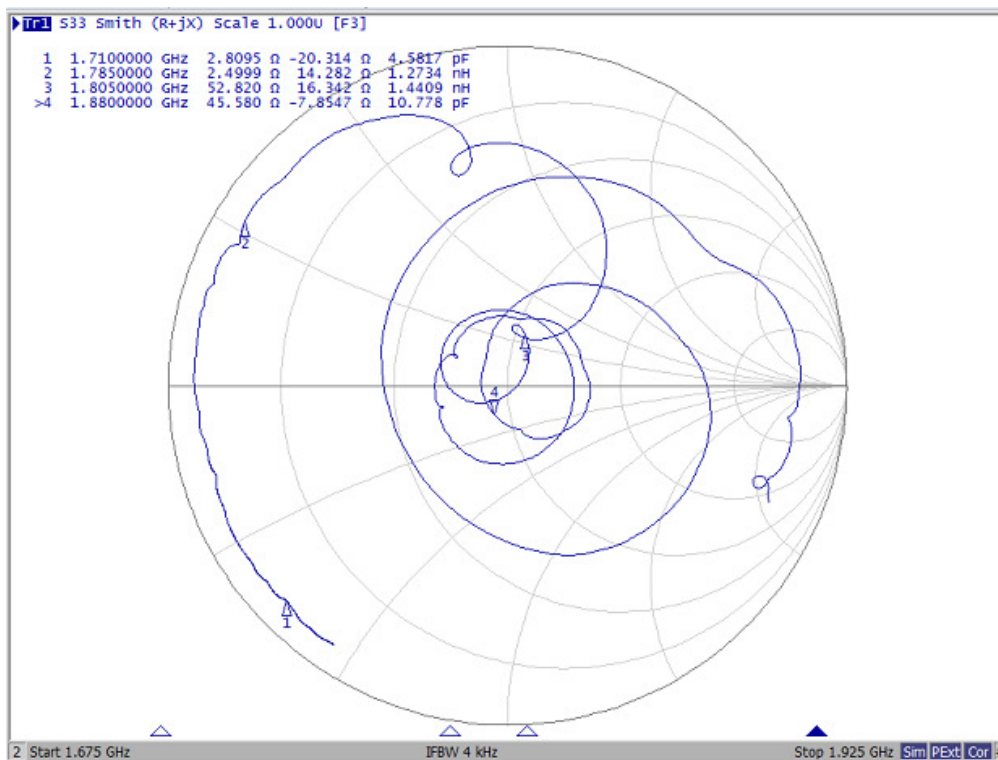 Tr1 S33 Smith (R+jX) Scale 1.000U [F3]
1 1.7100000 GHz 2.8095 Ω -20.314 Ω 4.5817 pF
2 1.7850000 GHz 2.4999 Ω 14.282 Ω 1.2734 nH
3 1.8050000 GHz 52.820 Ω 16.342 Ω 1.4409 nH
>4 1.8800000 GHz 45.580 Ω -7.8547 Ω 10.778 pF
2
3
4
1
2 Start 1.675 GHz IFBW 4 kHz Stop 1.925 GHz Sim PExt Cor